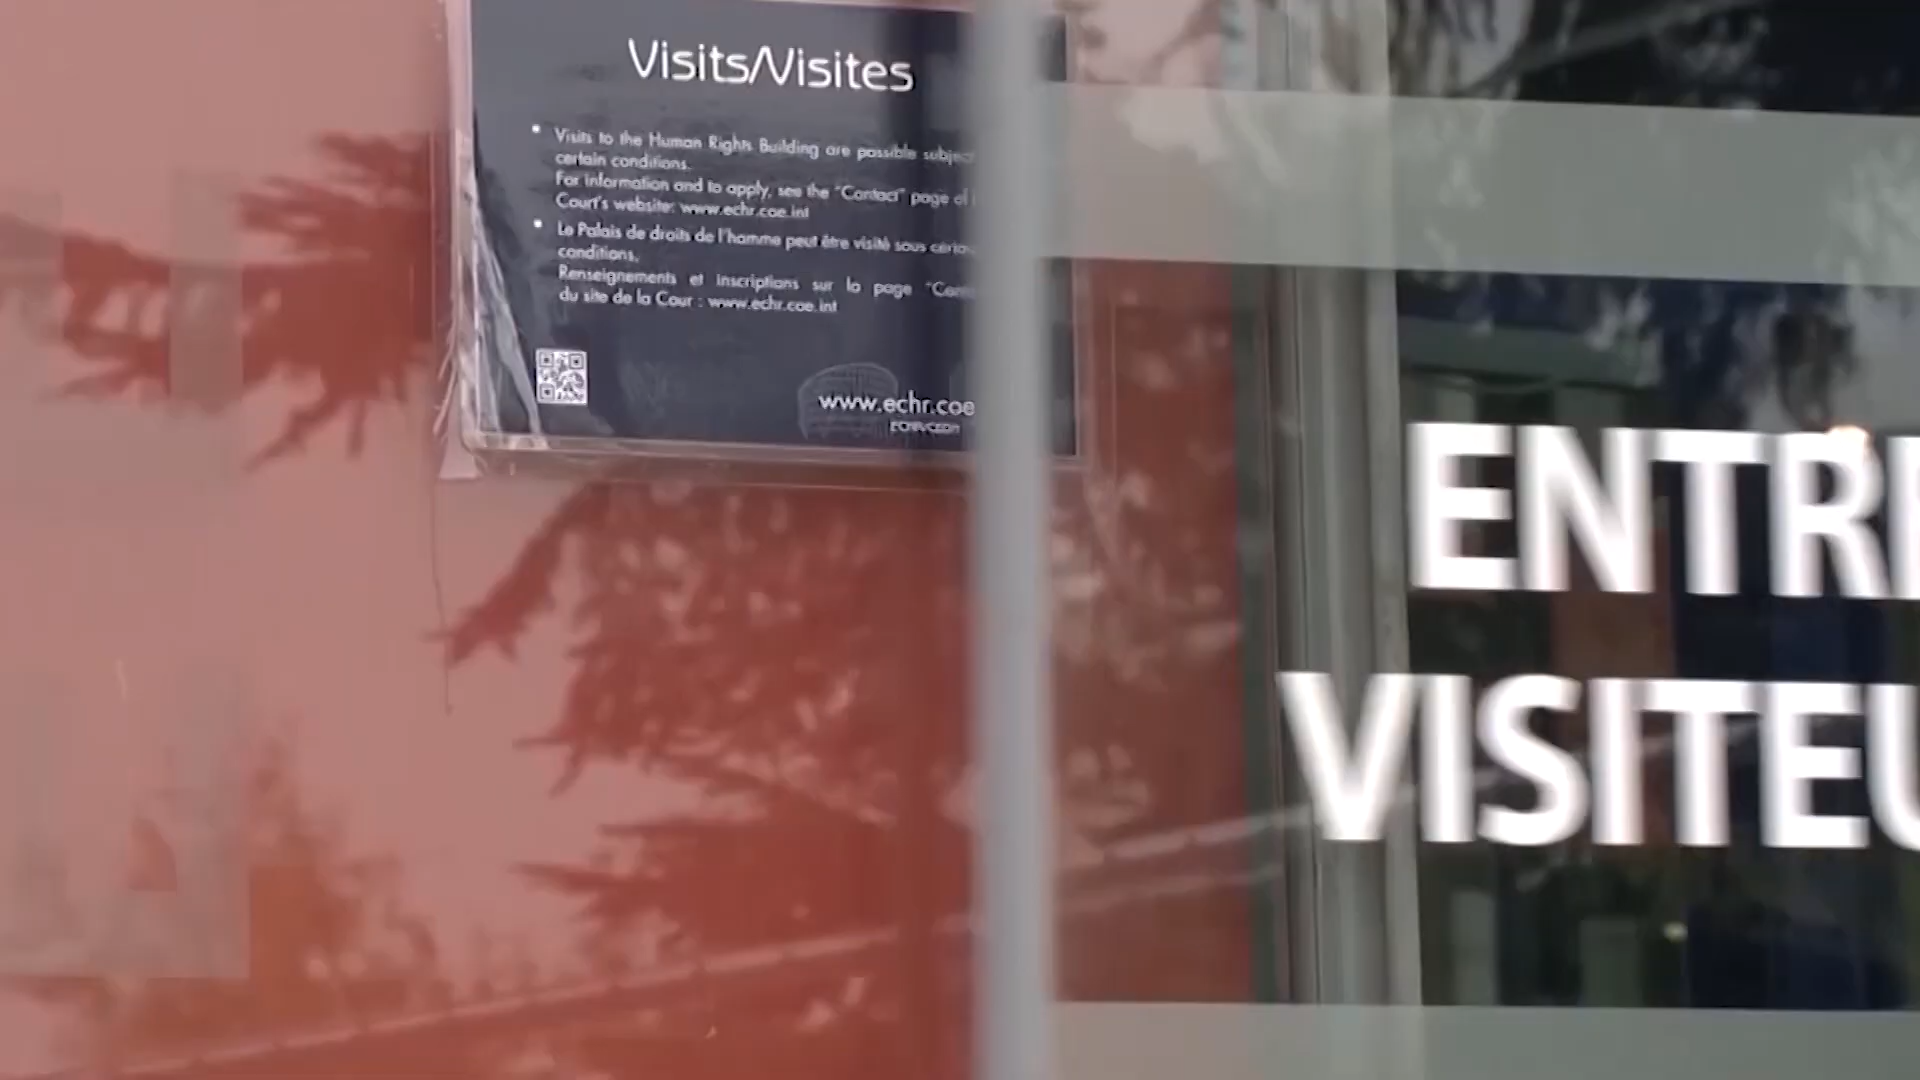 Visits/Visites
• Visits to the Human Rights Building are possible subject
certain conditions.
For information and to apply, see the "Contact" page of
Court's website: www.echr.coe.int
• Le Palais de droits de l'homme peut être visité sous
conditions.
Renseignements et inscriptions sur la page
du site de la Cour : www.echr.coe.int
www.echr.coe
ECHR/CEDH
ENTR
VISITEU